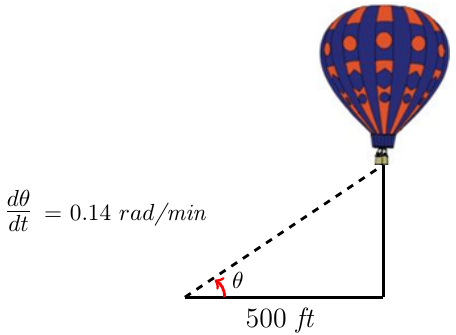 dθ/dt = 0.14 rad/min
θ
500 ft